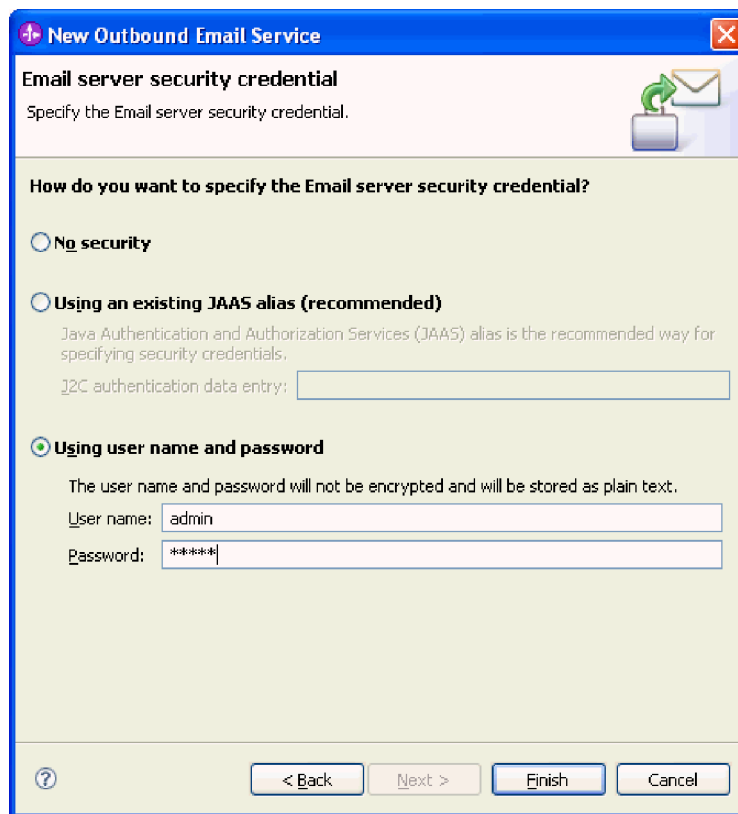 New Outbound Email Service
Email server security credential
Specify the Email server security credential.
How do you want to specify the Email server security credential?
No security
Using an existing JAAS alias (recommended)
Java Authentication and Authorization Services (JAAS) alias is the recommended way for
specifying security credentials.
J2C authentication data entry:
Using user name and password
The user name and password will not be encrypted and will be stored as plain text.
User name: admin
Password: *****
? < Back Next > Finish Cancel